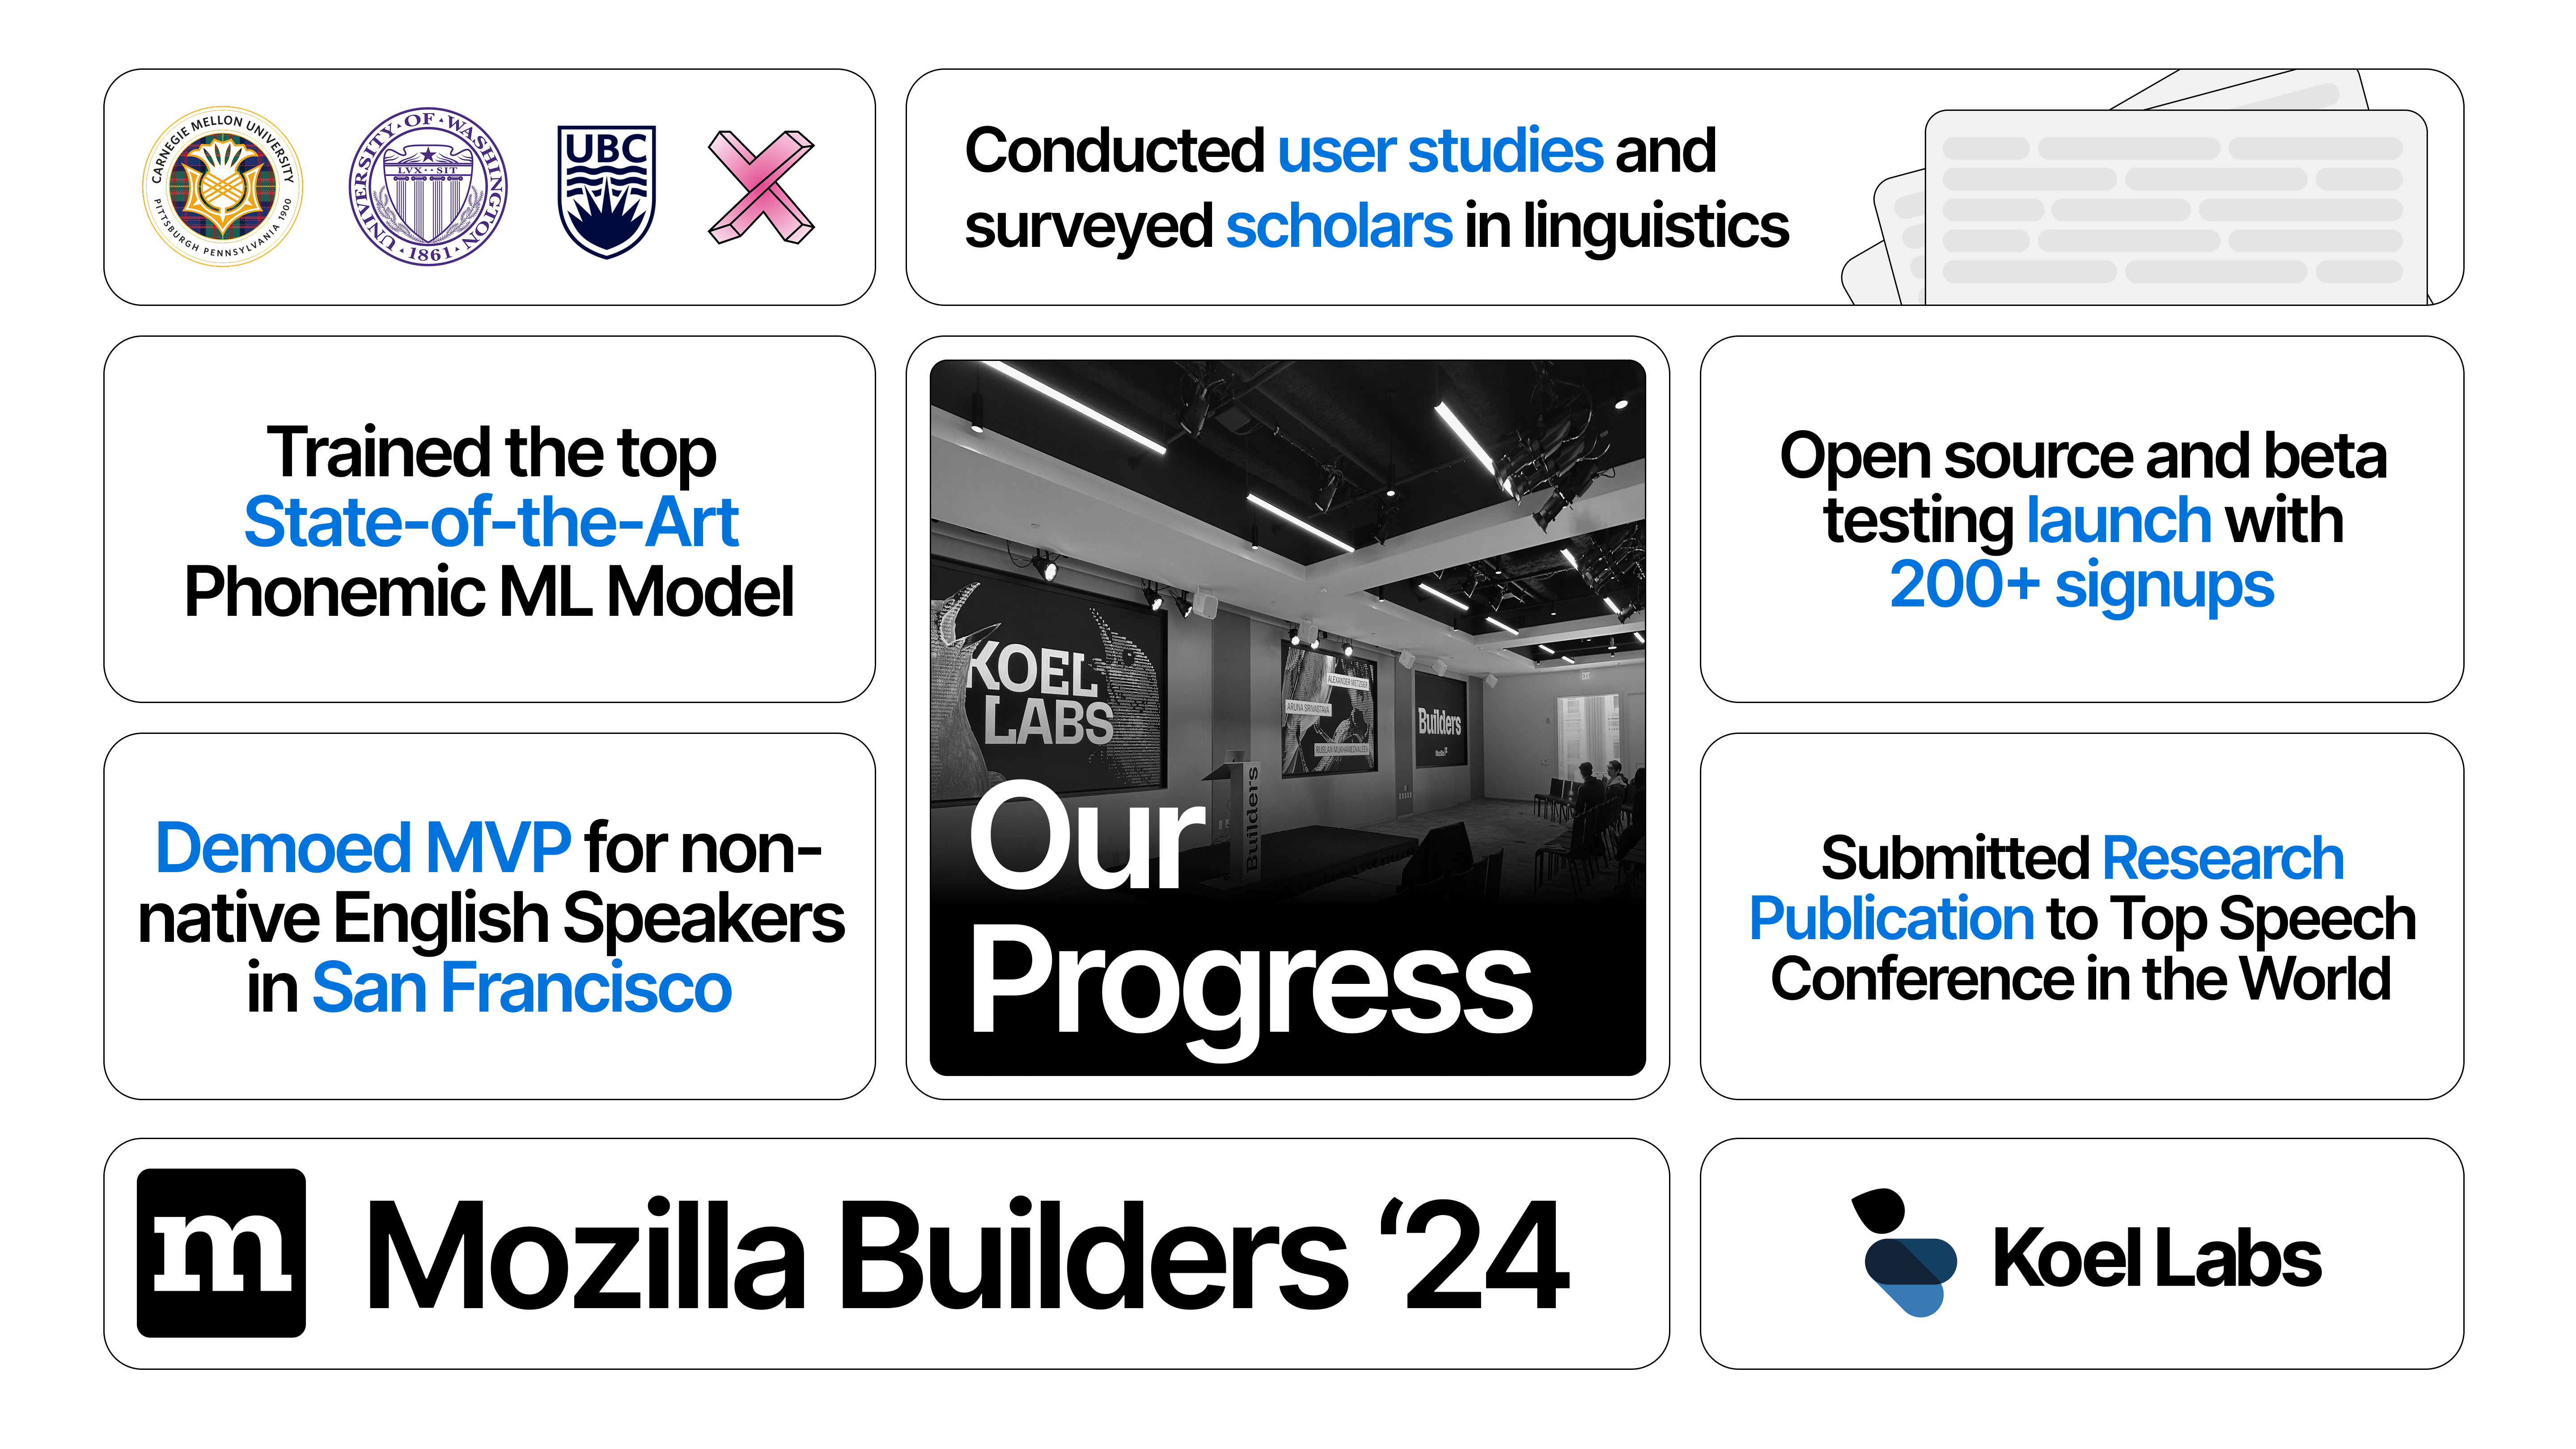 CARNEGIE MELLON UNIVERSITY
PITTSBURGH PENNSYLVANIA 1900
UNIVERSITY·OF·WASHINGTON
LVX··SIT
·1861·
UBC
Conducted user studies and
surveyed scholars in linguistics
Trained the top
State-of-the-Art
Phonemic ML Model
Demoed MVP for non-
native English Speakers
in San Francisco
KOEL
LABS
ALEXANDER METZGER
ARUNA SRIVASTAVA
RUSLAN MUKHAMEDVALEEV
Builders
Mozilla
EXIT
Builders
Our
Progress
Open source and beta
testing launch with
200+ signups
Submitted Research
Publication to Top Speech
Conference in the World
m
Mozilla Builders ‘24
Koel Labs